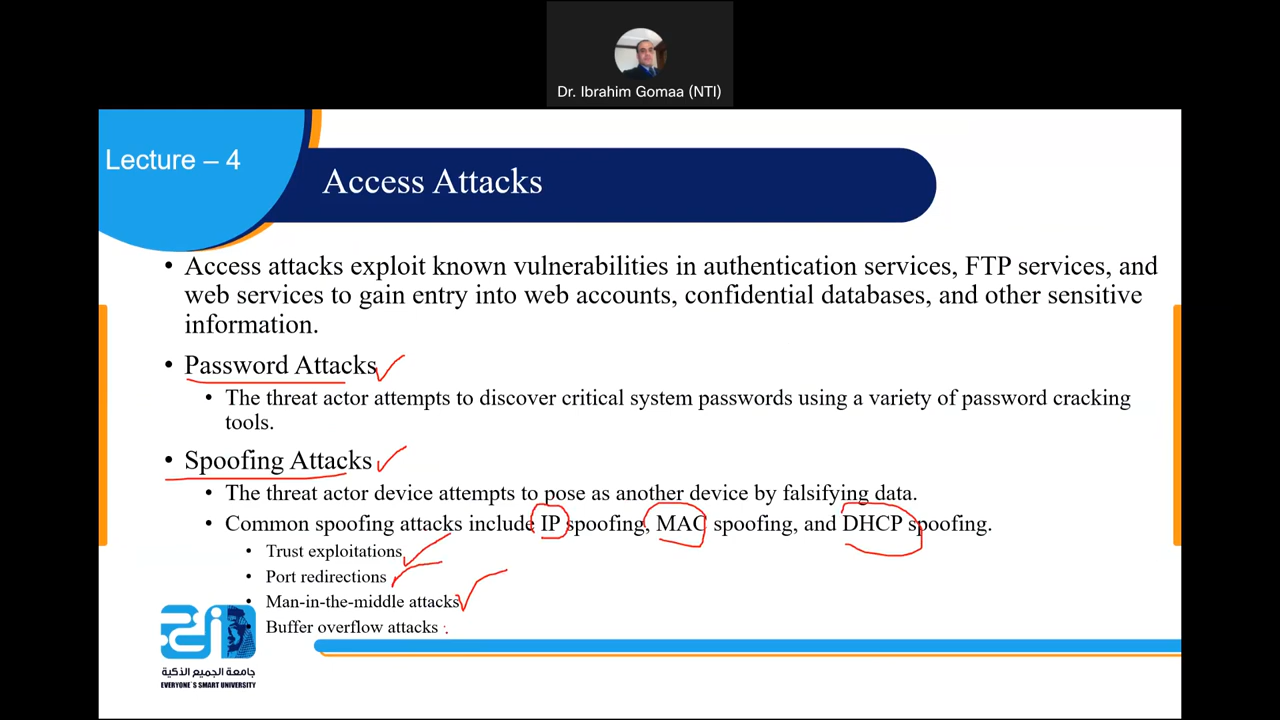 Dr. Ibrahim Gomaa (NTI)
Lecture – 4
Access Attacks
• Access attacks exploit known vulnerabilities in authentication services, FTP services, and
web services to gain entry into web accounts, confidential databases, and other sensitive
information.
• Password Attacks
• The threat actor attempts to discover critical system passwords using a variety of password cracking
tools.
• Spoofing Attacks
• The threat actor device attempts to pose as another device by falsifying data.
• Common spoofing attacks include IP spoofing, MAC spoofing, and DHCP spoofing.
• Trust exploitations
• Port redirections
• Man-in-the-middle attacks
Buffer overflow attacks
جامعة الجميع الذكية
EVERYONE'S SMART UNIVERSITY